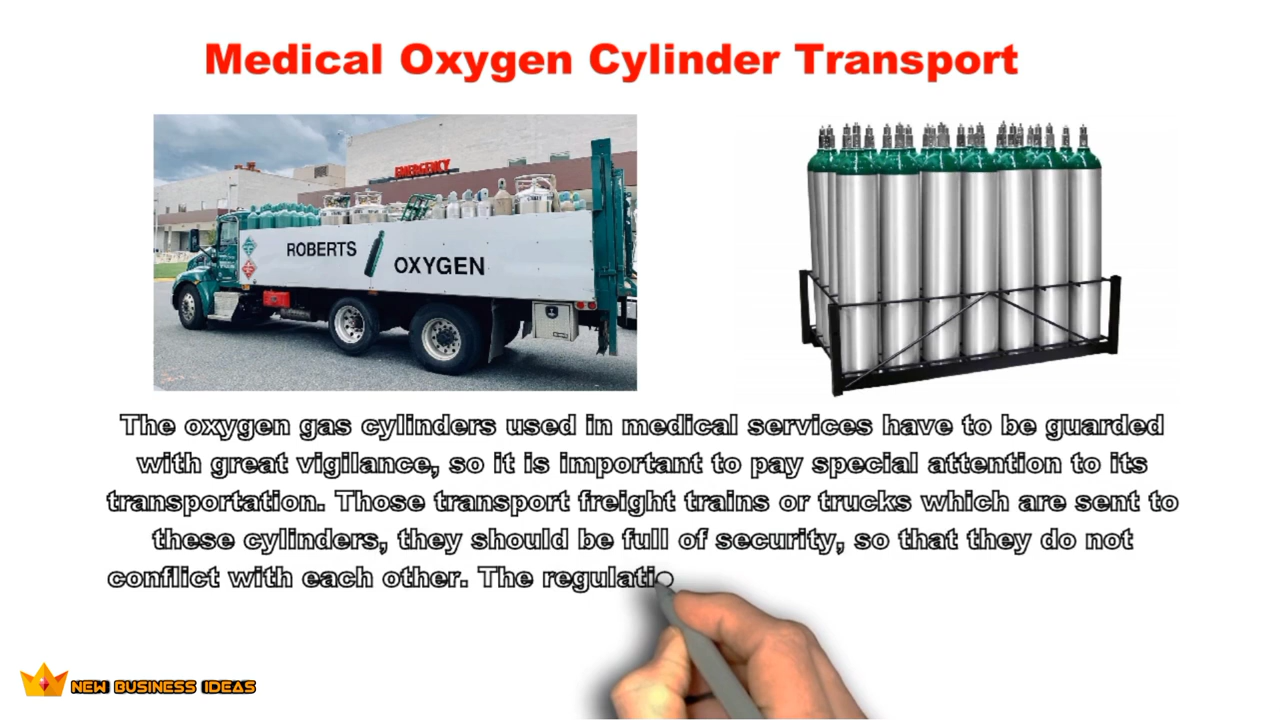 Medical Oxygen Cylinder Transport
EMERGENCY
ROBERTS
OXYGEN
The oxygen gas cylinders used in medical services have to be guarded
with great vigilance, so it is important to pay special attention to its
transportation. Those transport freight trains or trucks which are sent to
these cylinders, they should be full of security, so that they do not
conflict with each other. The regulatio
NEW BUSINESS IDEAS